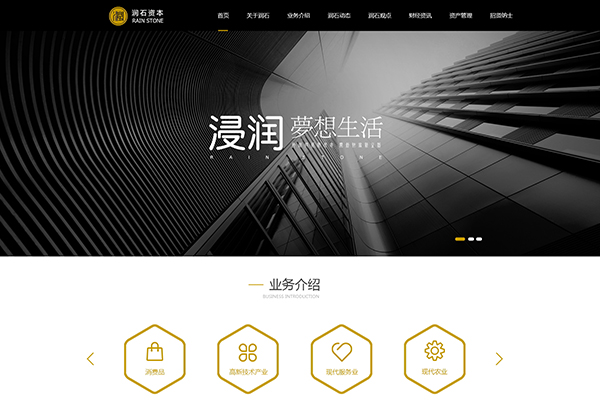 润石资本
RAIN STONE
首页 关于润石 业务介绍 润石动态 润石观点 财经资讯 资产管理 招贤纳士
浸润 夢想生活
RAIN STONE
业务介绍
BUSINESS INTRODUCTION
消费品 高新技术产业 现代服务业 现代农业